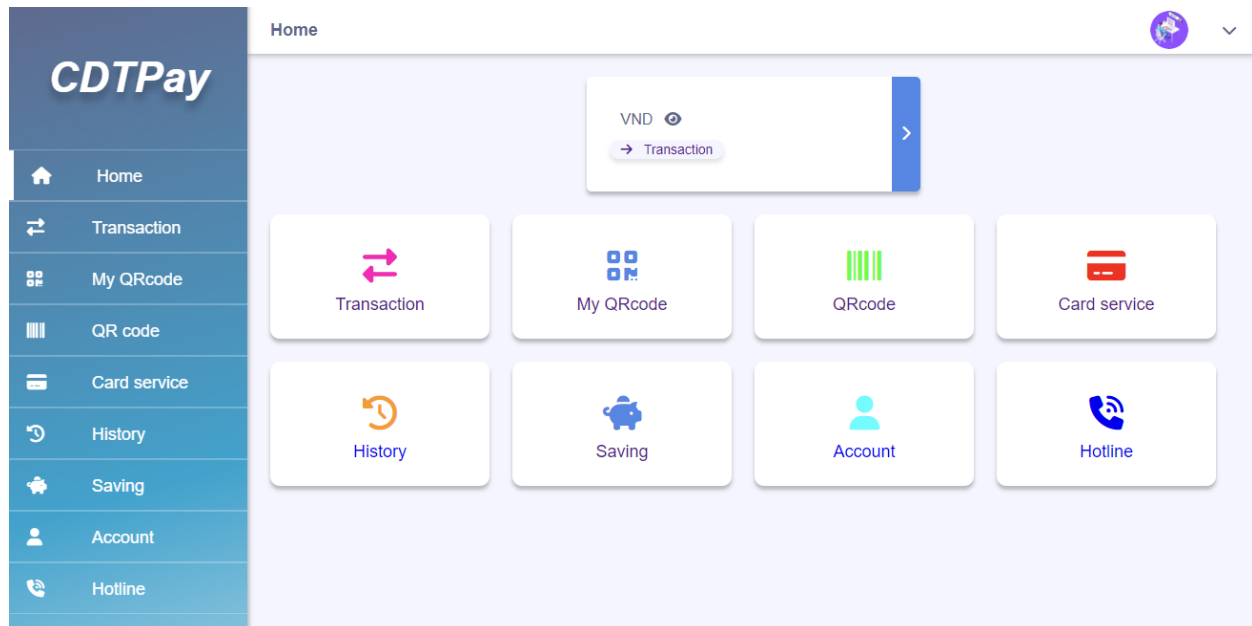 CDTPay
Home
Transaction
My QRcode
QR code
Card service
History
Saving
Account
Hotline
Home
VND
Transaction
Transaction
My QRcode
QRcode
Card service
History
Saving
Account
Hotline